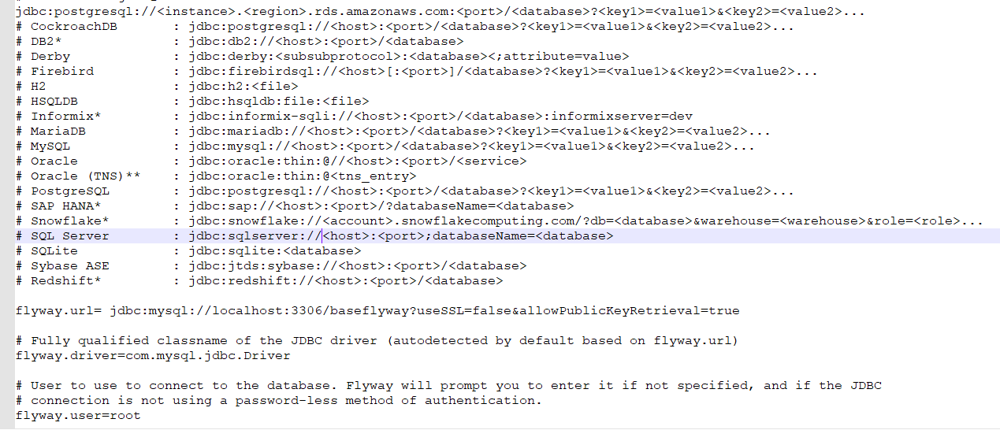 jdbc:postgresql://<instance>.<region>.rds.amazonaws.com:<port>/<database>?<key1>=<value1>&<key2>=<value2>...
# CockroachDB        : jdbc:postgresql://<host>:<port>/<database>?<key1>=<value1>&<key2>=<value2>...
# DB2*               : jdbc:db2://<host>:<port>/<database>
# Derby              : jdbc:derby:<subsubprotocol>:<database><;attribute=value>
# Firebird           : jdbc:firebirdsql://<host>[:<port>]/<database>?<key1>=<value1>&<key2>=<value2>...
# H2                 : jdbc:h2:<file>
# HSQLDB             : jdbc:hsqldb:file:<file>
# Informix*          : jdbc:informix-sqli://<host>:<port>/<database>:informixserver=dev
# MariaDB            : jdbc:mariadb://<host>:<port>/<database>?<key1>=<value1>&<key2>=<value2>...
# MySQL              : jdbc:mysql://<host>:<port>/<database>?<key1>=<value1>&<key2>=<value2>...
# Oracle             : jdbc:oracle:thin:@//<host>:<port>/<service>
# Oracle (TNS)**     : jdbc:oracle:thin:@<tns_entry>
# PostgreSQL         : jdbc:postgresql://<host>:<port>/<database>?<key1>=<value1>&<key2>=<value2>...
# SAP HANA*          : jdbc:sap://<host>:<port>/?databaseName=<database>
# Snowflake*         : jdbc:snowflake://<account>.snowflakecomputing.com/?db=<database>&warehouse=<warehouse>&role=<role>...
# SQL Server         : jdbc:sqlserver://<host>:<port>;databaseName=<database>
# SQLite             : jdbc:sqlite:<database>
# Sybase ASE         : jdbc:jtds:sybase://<host>:<port>/<database>
# Redshift*          : jdbc:redshift://<host>:<port>/<database>
flyway.url= jdbc:mysql://localhost:3306/baseflyway?useSSL=false&allowPublicKeyRetrieval=true
# Fully qualified classname of the JDBC driver (autodetected by default based on flyway.url)
flyway.driver=com.mysql.jdbc.Driver
# User to use to connect to the database. Flyway will prompt you to enter it if not specified, and if the JDBC
# connection is not using a password-less method of authentication.
flyway.user=root